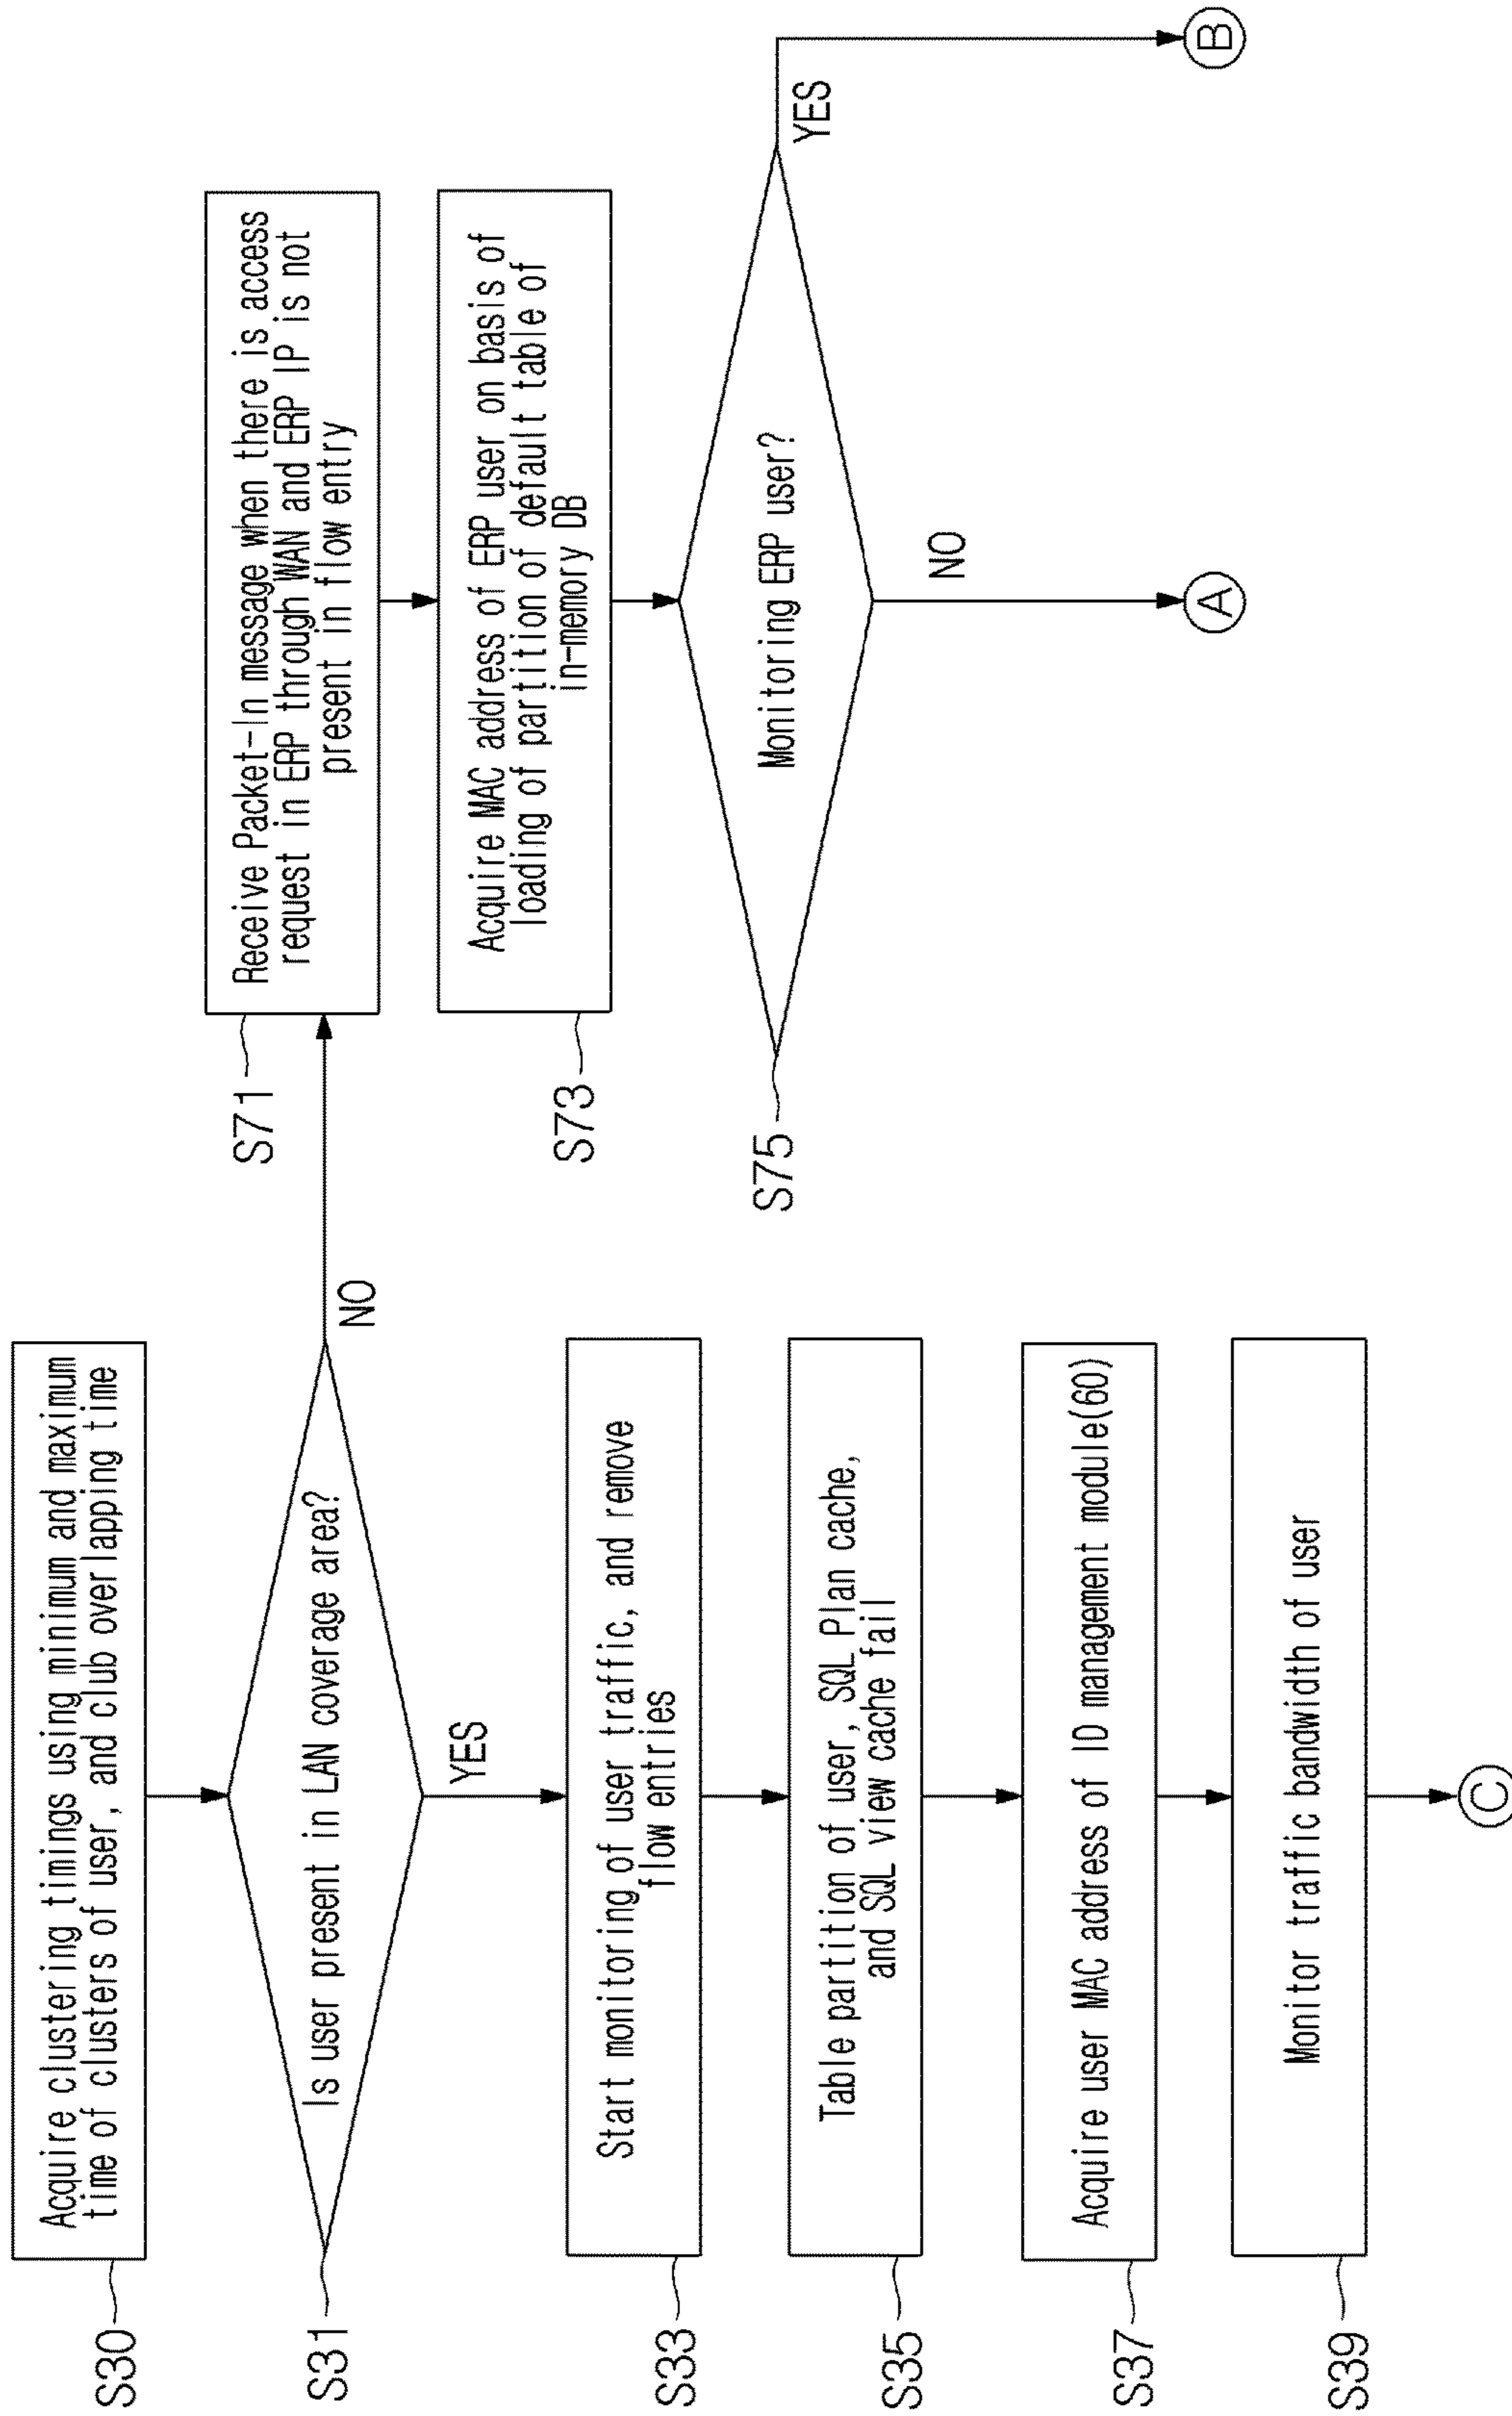 S30
Acquire clustering timings using minimum and maximum
time of clusters of user, and club overlapping time
S31
Is user present in LAN coverage area?
NO
YES
S33
Start monitoring of user traffic, and remove
flow entries
S35
Table partition of user, SQL Plan cache,
and SQL view cache fail
S37
Acquire user MAC address of ID management module(60)
S39
Monitor traffic bandwidth of user
C
S71
Receive Packet-In message when there is access
request in ERP through WAN and ERP IP is not
present in flow entry
S73
Acquire MAC address of ERP user on basis of
loading of partition of default table of
in-memory DB
S75
Monitoring ERP user?
YES
NO
A
B